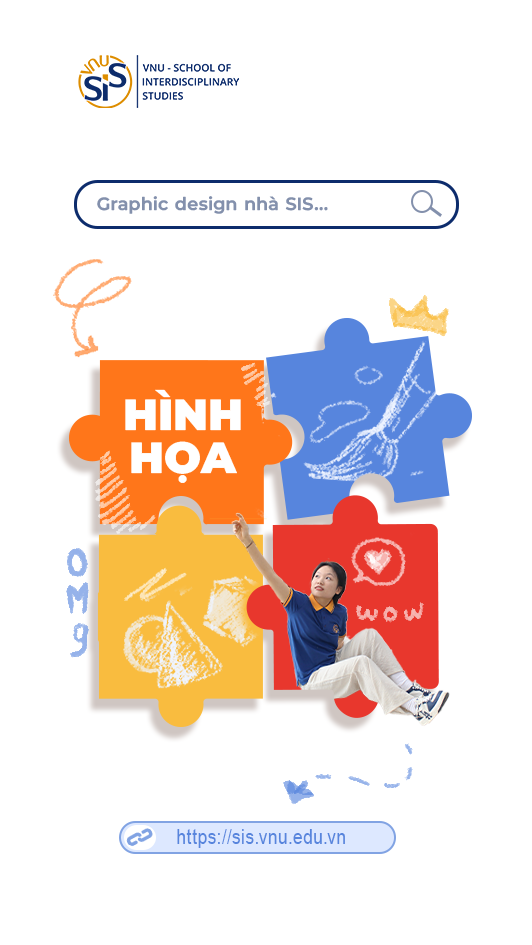 VNU
SIS
VNU - SCHOOL OF
INTERDISCIPLINARY
STUDIES
Graphic design nhà SIS...
HÌNH
HỌA
OMg
wow
https://sis.vnu.edu.vn